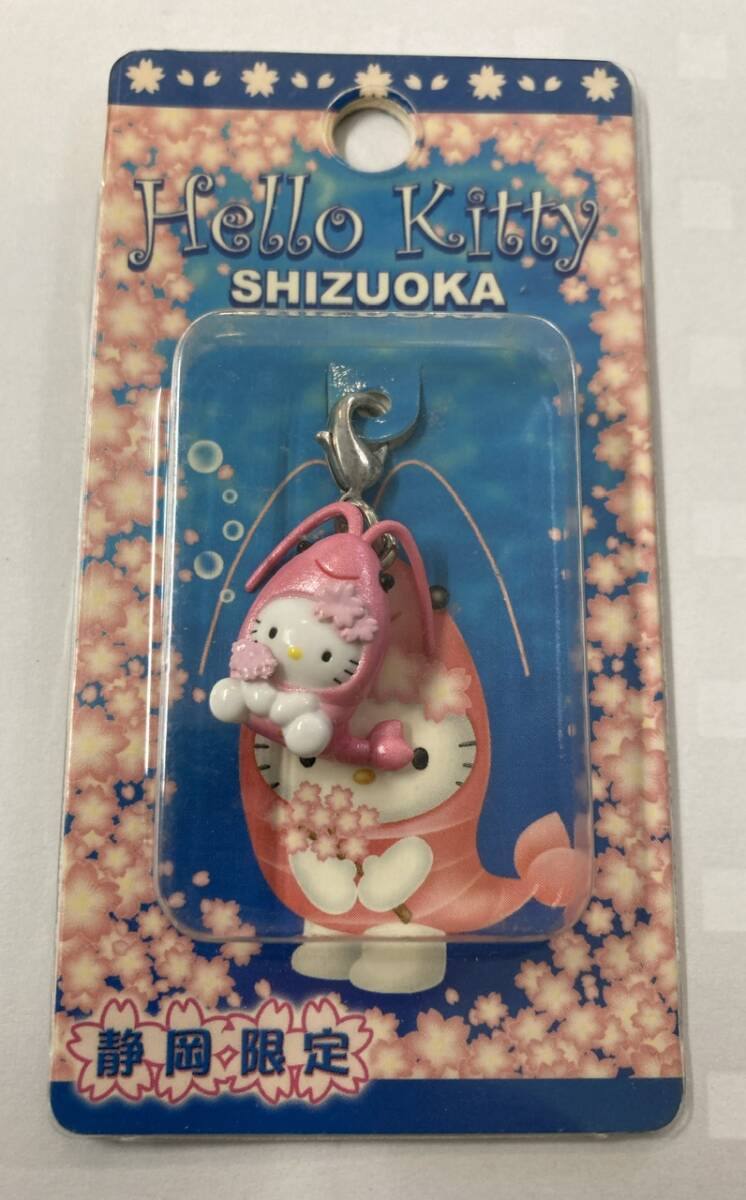 Hello Kitty
SHIZUOKA
静岡限定